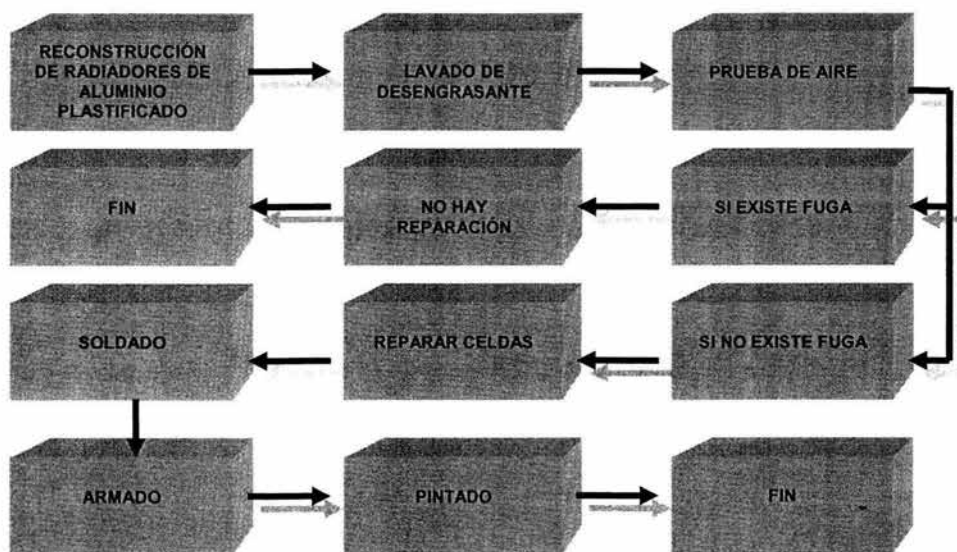 RECONSTRUCCIÓN
DE RADIADORES DE
ALUMINIO
PLASTIFICADO
LAVADO DE
DESENGRASANTE
PRUEBA DE AIRE
FIN
NO HAY
REPARACIÓN
SI EXISTE FUGA
SOLDADO
REPARAR CELDAS
SI NO EXISTE FUGA
ARMADO
PINTADO
FIN